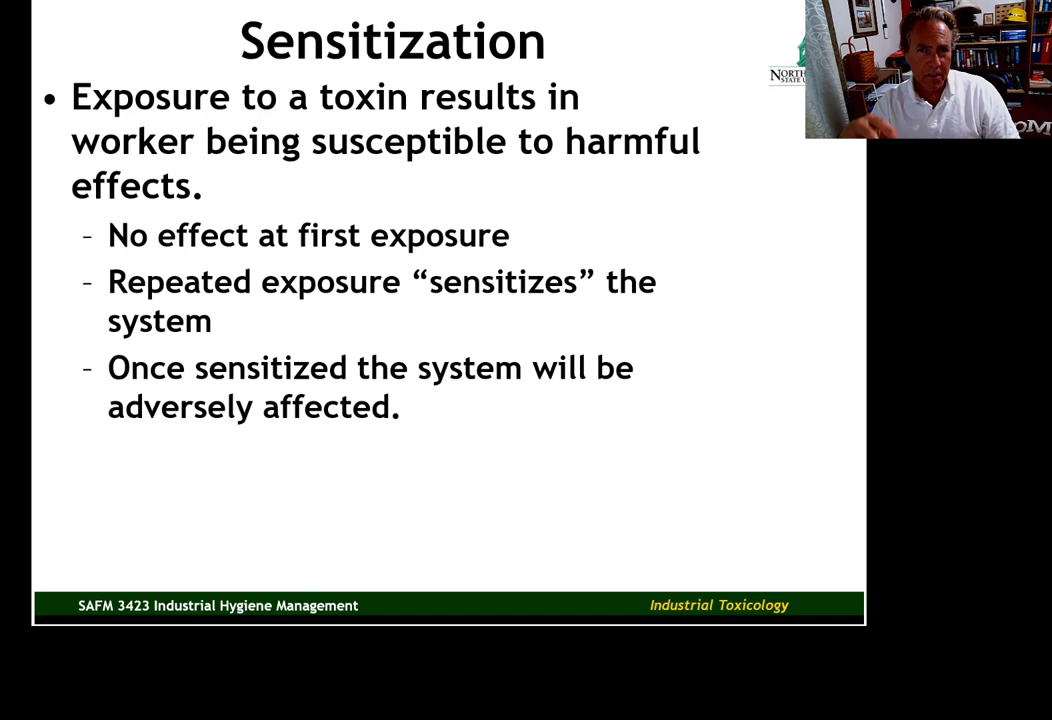 Sensitization
• Exposure to a toxin results in
worker being susceptible to harmful
effects.
– No effect at first exposure
– Repeated exposure “sensitizes” the
system
– Once sensitized the system will be
adversely affected.
SAFM 3423 Industrial Hygiene Management
Industrial Toxicology